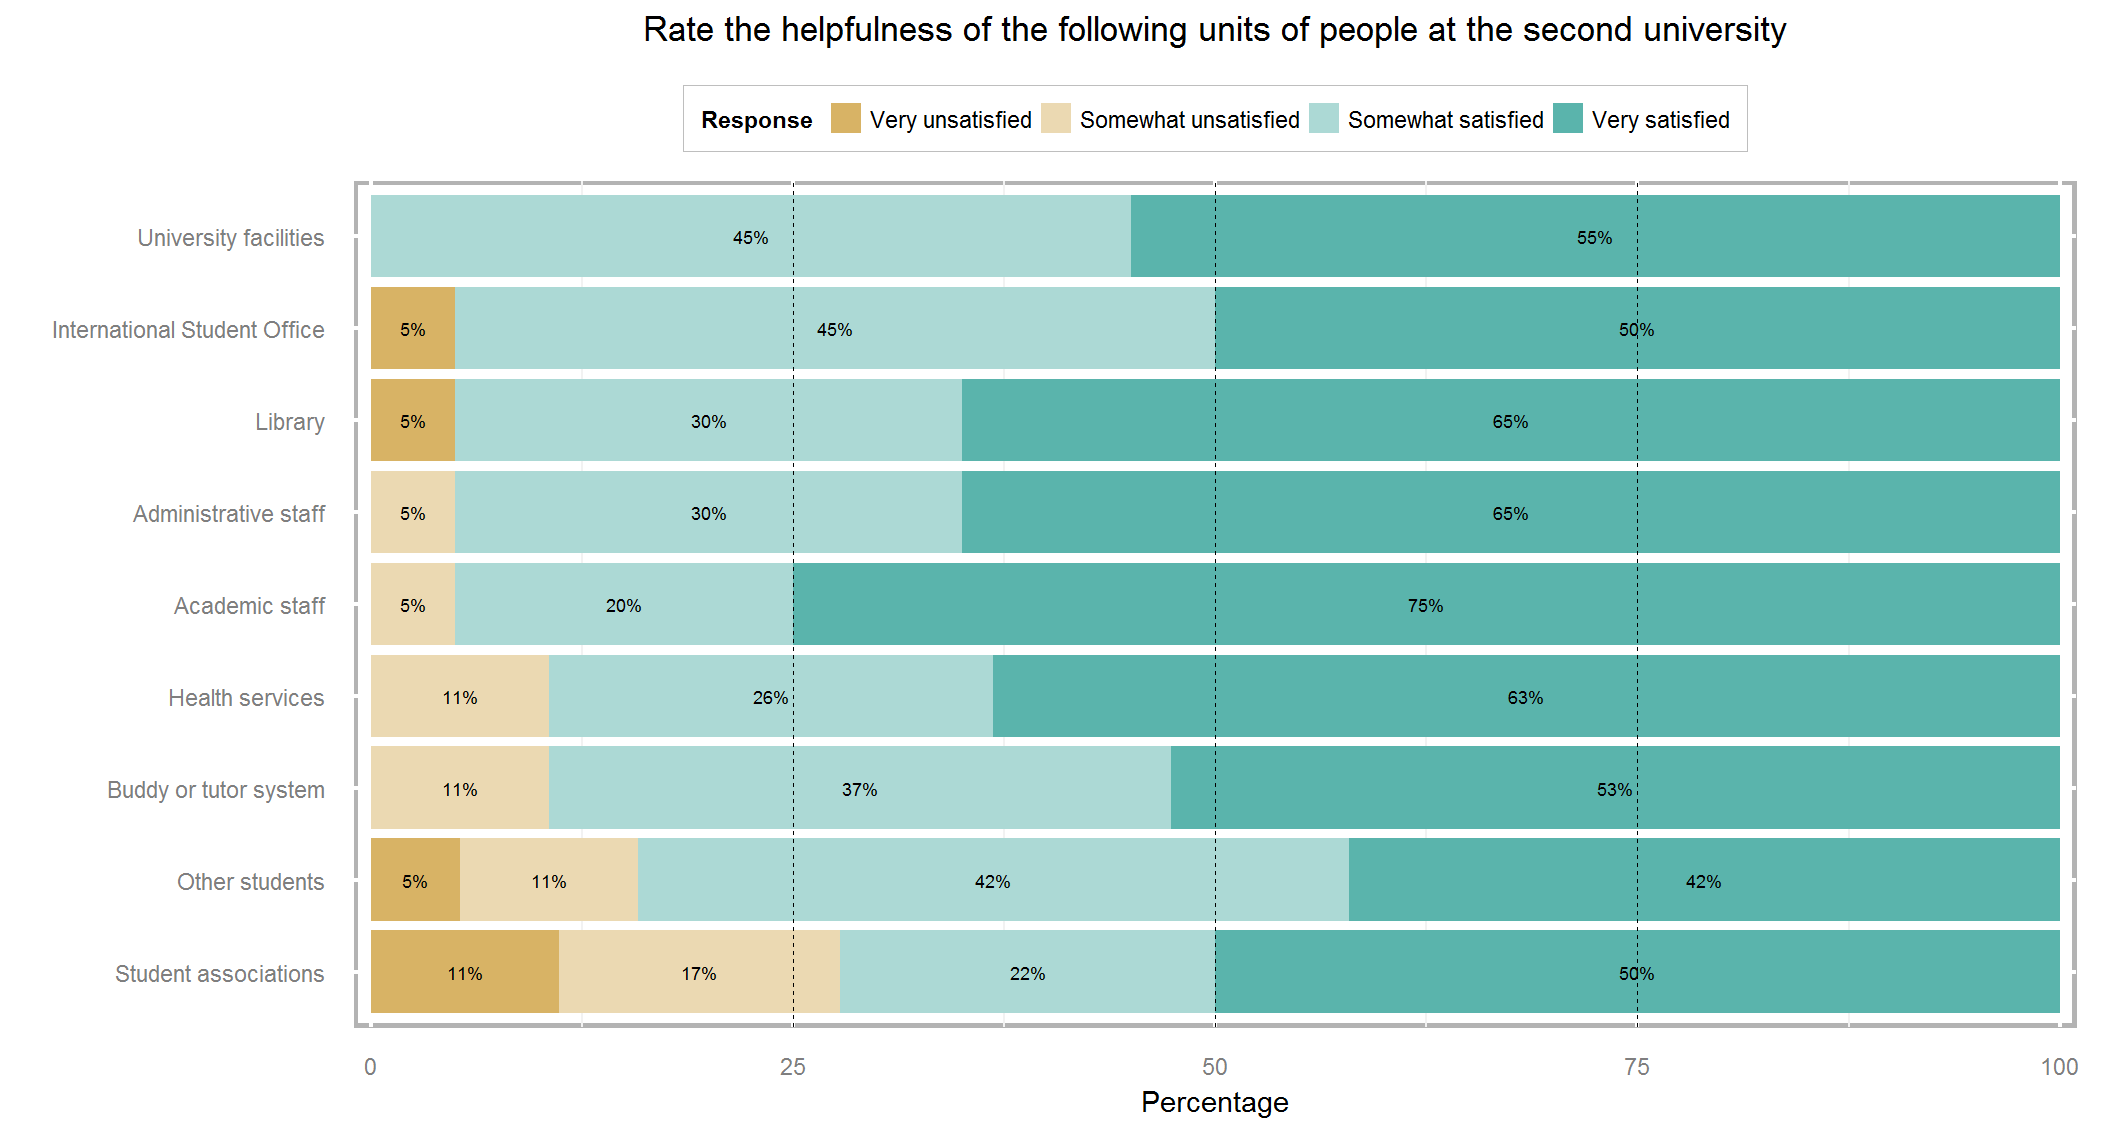 Rate the helpfulness of the following units of people at the second university
Response Very unsatisfied Somewhat unsatisfied Somewhat satisfied Very satisfied
University facilities 45% 55%
International Student Office 5% 45% 50%
Library 5% 30% 65%
Administrative staff 5% 30% 65%
Academic staff 5% 20% 75%
Health services 11% 26% 63%
Buddy or tutor system 11% 37% 53%
Other students 5% 11% 42% 42%
Student associations 11% 17% 22% 50%
0 25 50 75 100
Percentage